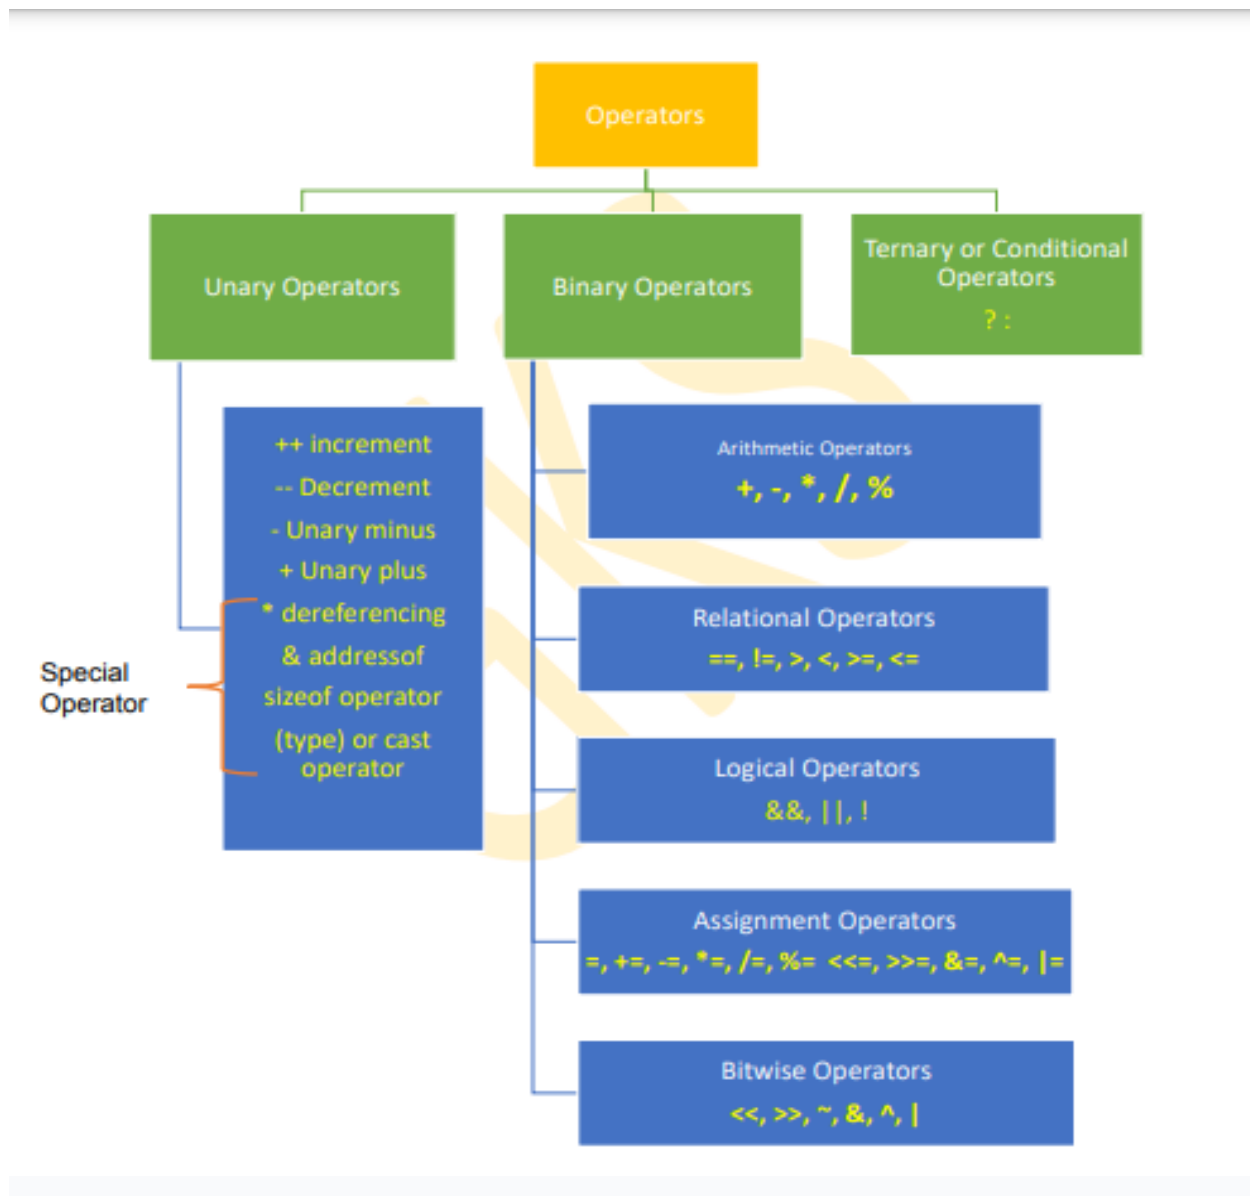 Operators
Unary Operators
Binary Operators
Ternary or Conditional
Operators
? :
++ increment
-- Decrement
- Unary minus
+ Unary plus
* dereferencing
& addressof
sizeof operator
(type) or cast
operator
Special
Operator
Arithmetic Operators
+, -, *, /, %
Relational Operators
==, !=, >, <, >=, <=
Logical Operators
&&, ||, !
Assignment Operators
=, +=, -=, *=, /=, %= <<=, >>=, &=, ^=, |=
Bitwise Operators
<<, >>, ~, &, ^, |